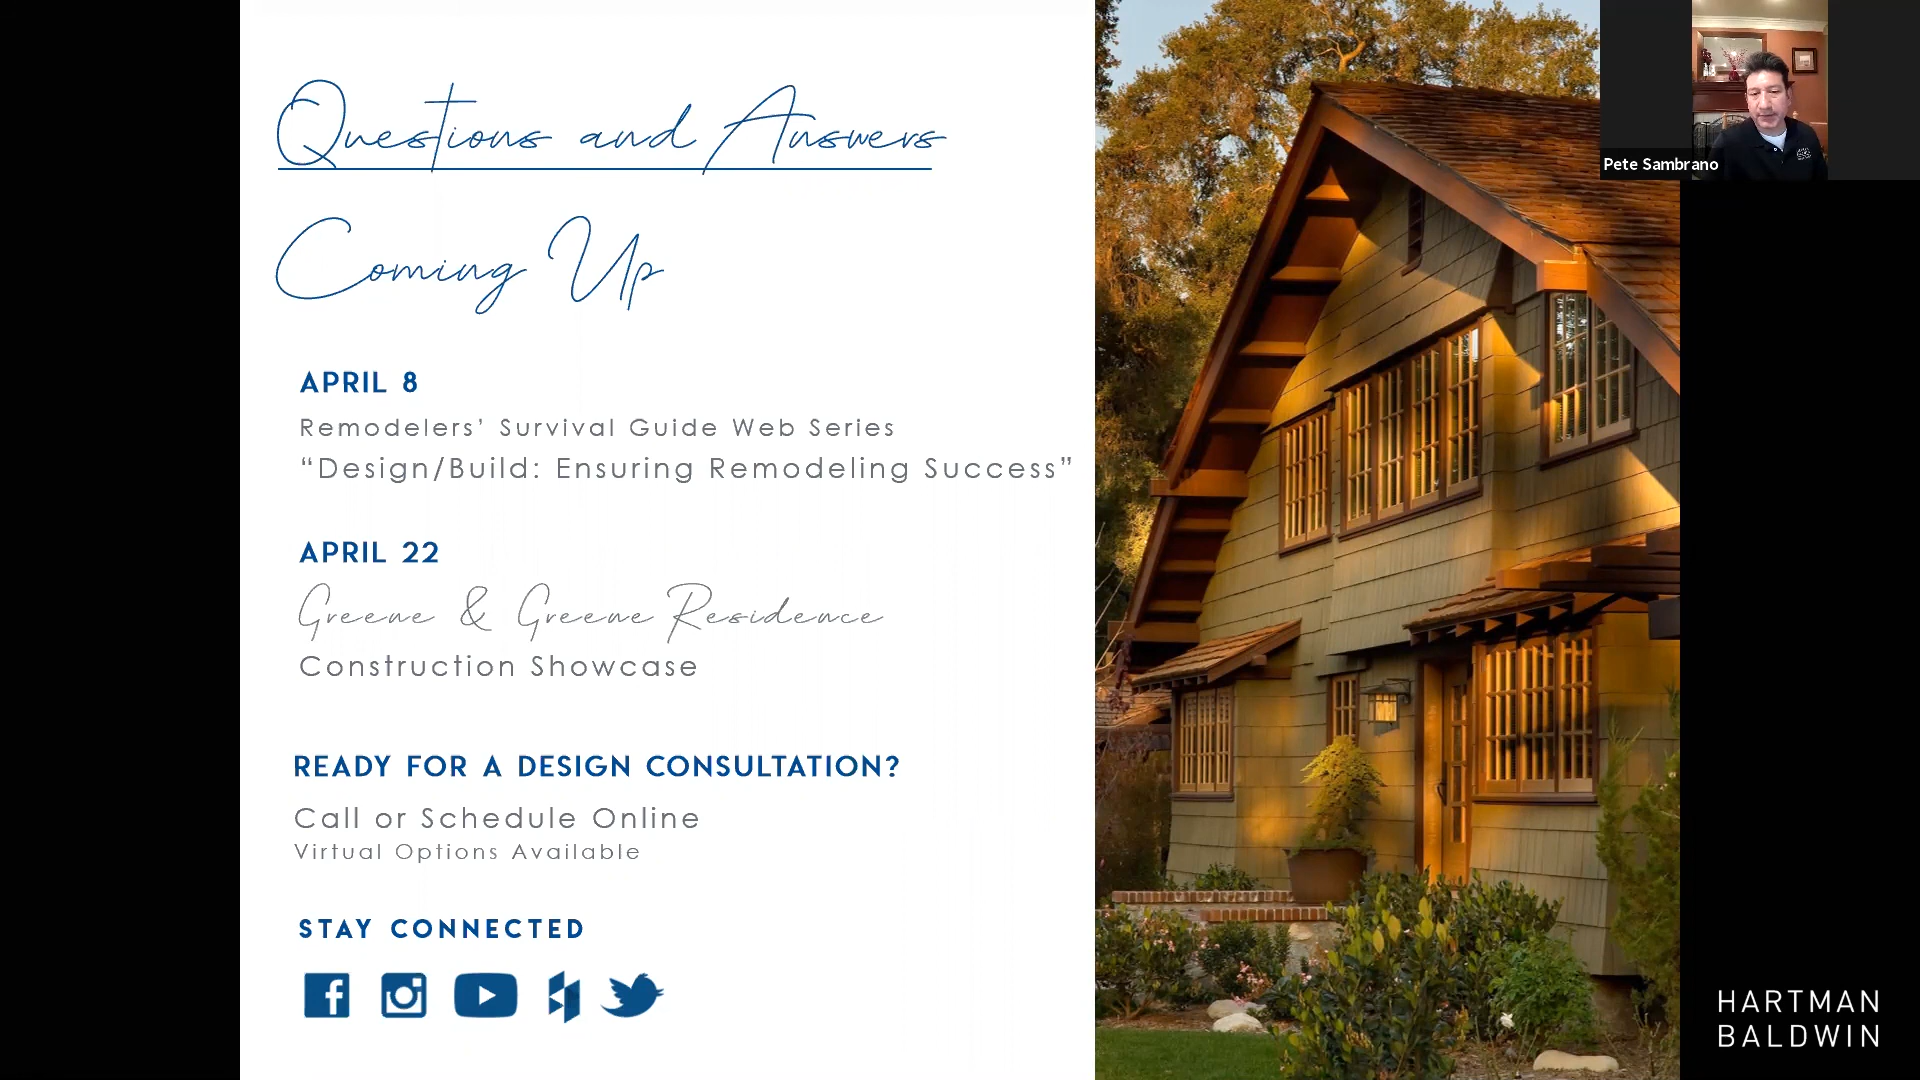 Questions and Answers
Coming Up
APRIL 8
Remodelers’ Survival Guide Web Series
“Design/Build: Ensuring Remodeling Success”
APRIL 22
Greene & Greene Residence
Construction Showcase
READY FOR A DESIGN CONSULTATION?
Call or Schedule Online
Virtual Options Available
STAY CONNECTED
Pete Sambrano
HARTMAN
BALDWIN